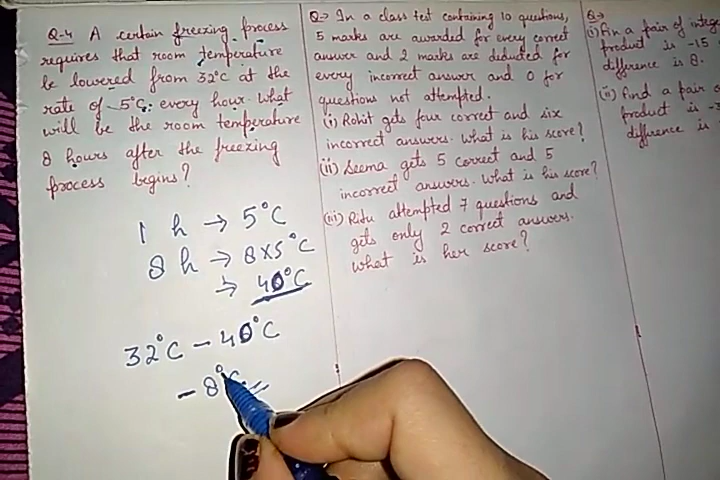 Q-4 A certain freezing process
requires that room temperature
be lowered from 32°C at the
rate of 5°C every hour. What
will be the room temperature
8 hours after the freezing
process begins?
1 h → 5°C
8 h → 8×5°C
→ 40°C
32°C - 40°C
- 8°C
Q→ In a class test containing 10 questions,
5 marks are awarded for every correct
answer and 2 marks are deducted for
every incorrect answer and 0 for
questions not attempted.
(i) Rohit gets four correct and six
incorrect answers. What is his score?
(ii) Seema gets 5 correct and 5
incorrect answers. What is his score?
(iii) Ritu attempted 7 questions and
gets only 2 correct answers.
What is her score?
Q→
(i) Fin a pair of
product is -15
difference is 8.
(ii) Find a pair
product is
difference is